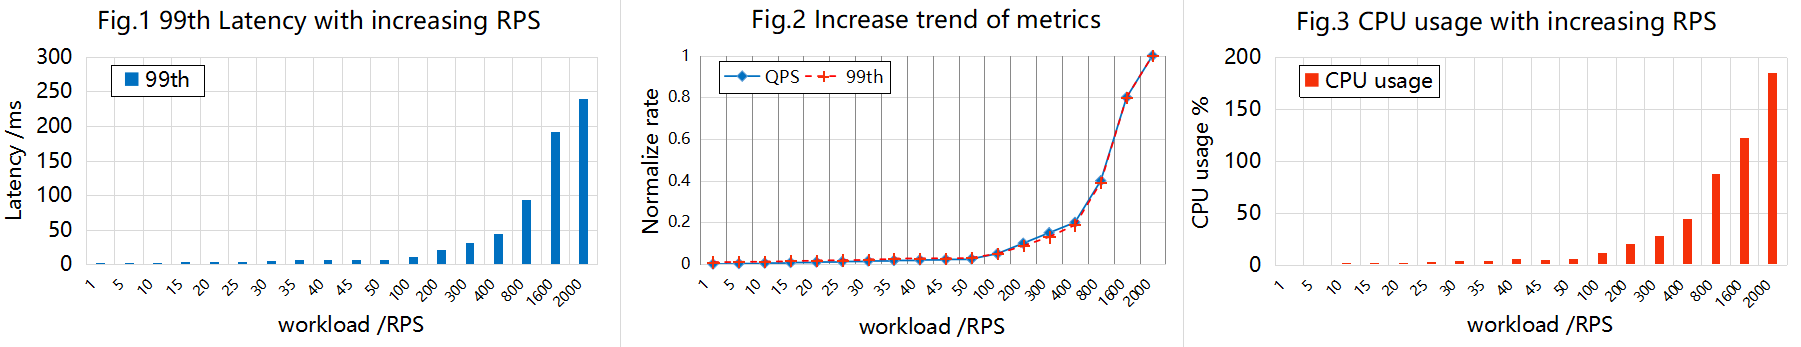 Fig.1 99th Latency with increasing RPS
300
250
200
150
100
50
0
Latency /ms
99th
1 5 10 15 20 25 30 35 40 45 50 100 200 300 400 800 1600 2000
workload /RPS
Fig.2 Increase trend of metrics
1
0.8
0.6
0.4
0.2
0
Normalize rate
QPS 99th
1 5 10 15 20 25 30 35 40 45 50 100 200 300 400 800 1600 2000
workload /RPS
Fig.3 CPU usage with increasing RPS
200
150
100
50
0
CPU usage %
CPU usage
1 5 10 15 20 25 30 35 40 45 50 100 200 300 400 800 1600 2000
workload /RPS